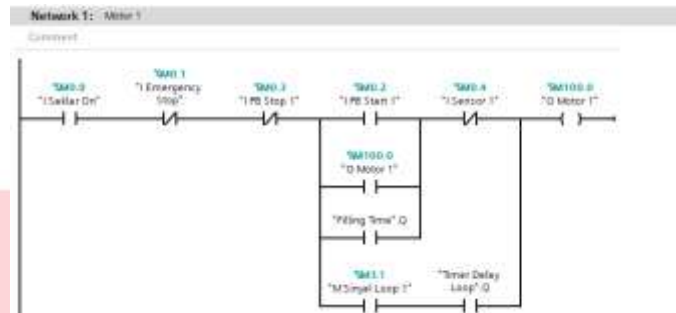 Network 1: Motor 1
Comment
%M0.0
"I Saklar On"
%M0.1
"I Emergency Stop"
%M0.3
"I PB Stop 1"
%M0.2
"I PB Start 1"
%M0.4
"I Sensor 1"
%M100.0
"Q Motor 1"
%M100.0
"Q Motor 1"
"Filling Time".Q
%M3.1
"M Sinyal Loop 1"
"Timer Delay Loop".Q